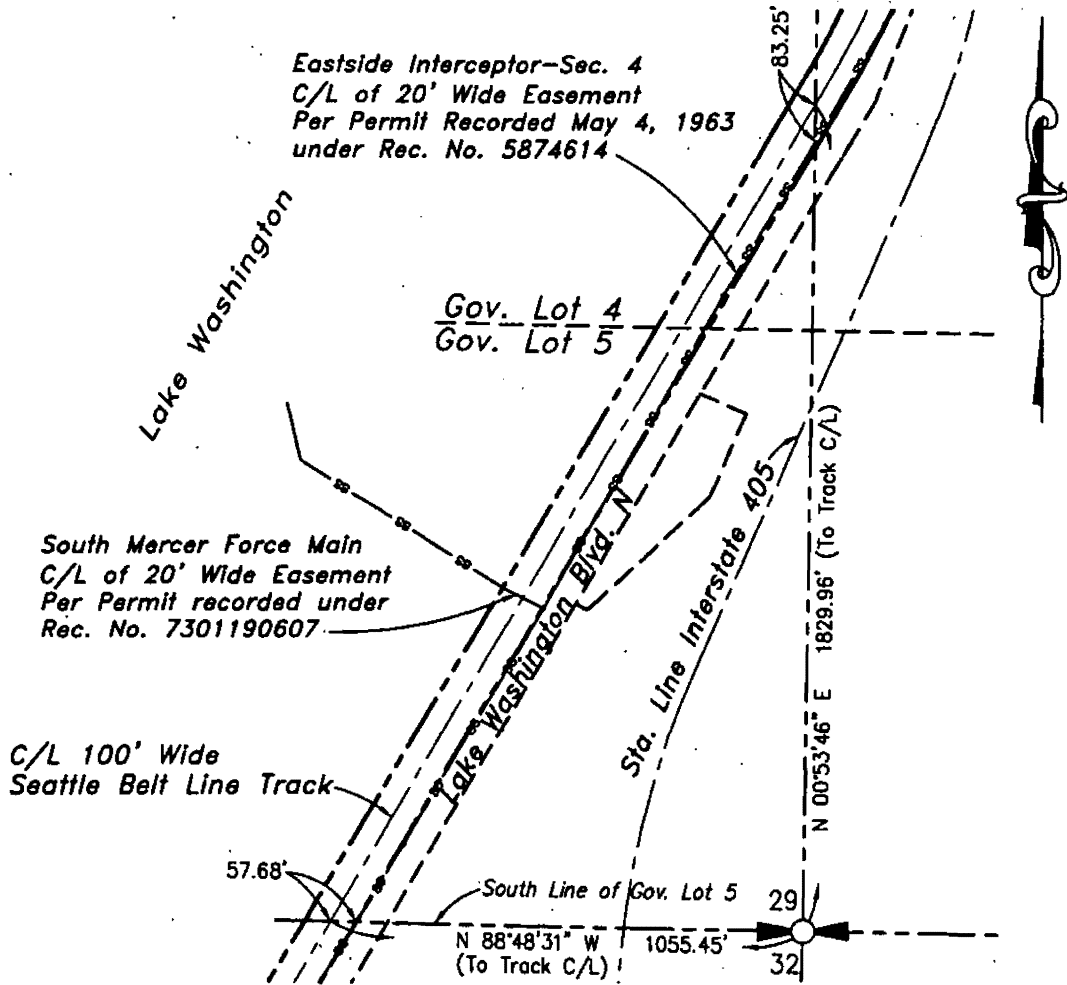 83.25'
Eastside Interceptor-Sec. 4
C/L of 20' Wide Easement
Per Permit Recorded May 4, 1963
under Rec. No. 5874614
Lake Washington
Gov. Lot 4
Gov. Lot 5
South Mercer Force Main
C/L of 20' Wide Easement
Per Permit recorded under
Rec. No. 7301190607
Lake Washington Blvd. N
Sta. Line Interstate 405
N 00°53'46" E 1829.96' (To Track C/L)
C/L 100' Wide
Seattle Belt Line Track
57.68'
South Line of Gov. Lot 5
N 88°48'31" W 1055.45'
(To Track C/L)
29
32